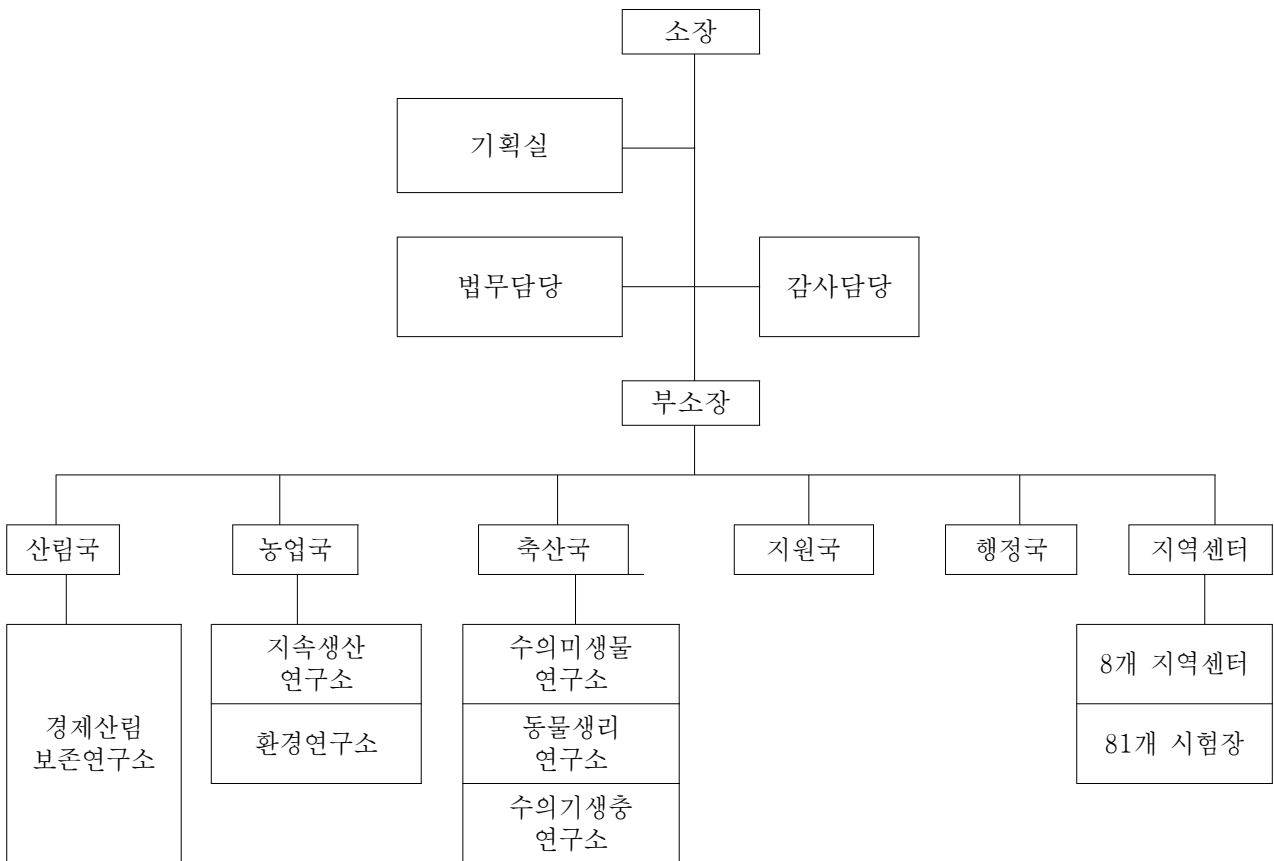 소장
기획실
법무담당
감사담당
부소장
산림국
농업국
축산국
지원국
행정국
지역센터
경제산림
보존연구소
지속생산
연구소
환경연구소
수의미생물
연구소
동물생리
연구소
수의기생충
연구소
8개 지역센터
81개 시험장